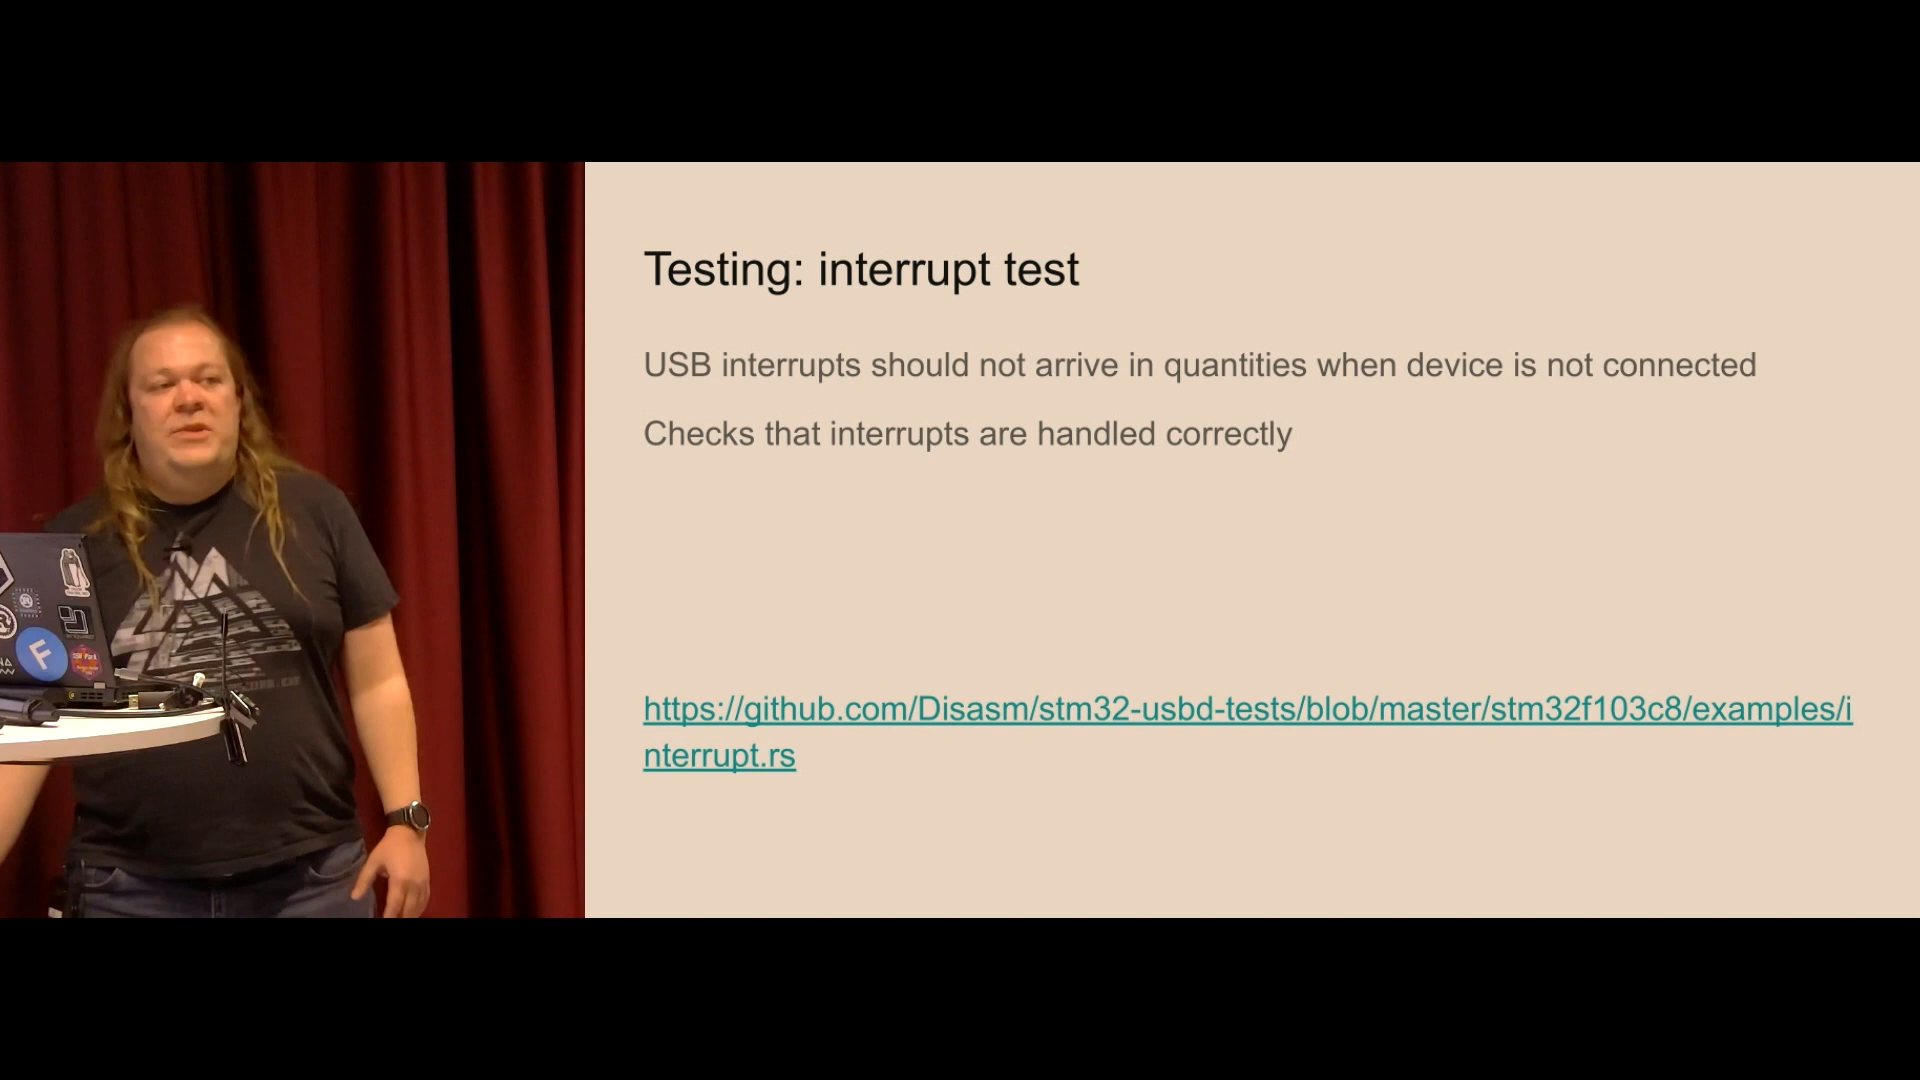 Testing: interrupt test
USB interrupts should not arrive in quantities when device is not connected
Checks that interrupts are handled correctly
https://github.com/Disasm/stm32-usbd-tests/blob/master/stm32f103c8/examples/i
nterrupt.rs
F